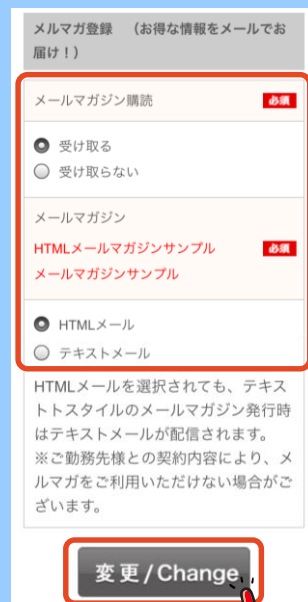 メルマガ登録　（お得な情報をメールでお
届け！）
メールマガジン購読 必須
受け取る
受け取らない
メールマガジン
HTMLメールマガジンサンプル 必須
メールマガジンサンプル
HTMLメール
テキストメール
HTMLメールを選択されても、テキス
トトスタイルのメールマガジン発行時
はテキストメールが配信されます。
※ご勤務先様との契約内容により、メ
ルマガをご利用いただけない場合がご
ざいます。
変更/Change